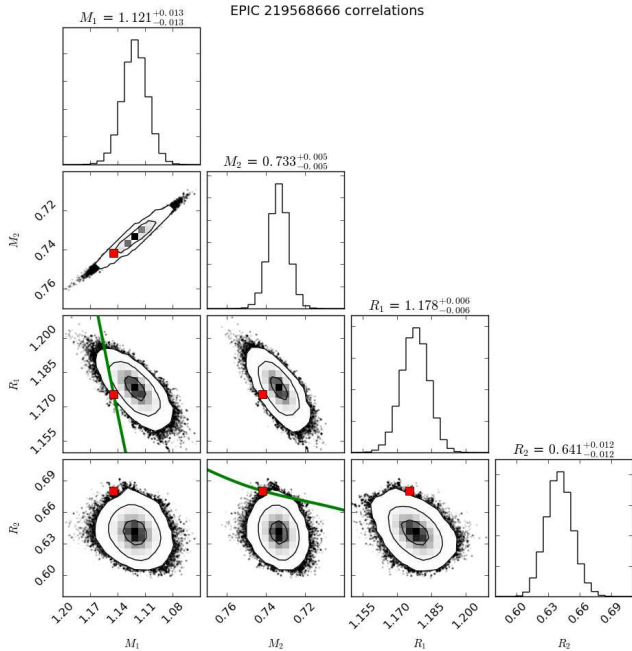 EPIC 219568666 correlations
M₁ = 1.121 +0.013 −0.013
M₂ = 0.733 +0.005 −0.005
0.72
0.74
0.76
M₂
R₁ = 1.178 +0.006 −0.006
1.200
1.185
1.170
1.155
R₁
R₂ = 0.641 +0.012 −0.012
0.69
0.66
0.63
0.60
R₂
1.20 1.17 1.14 1.11 1.08
0.76 0.74 0.72
1.155 1.170 1.185 1.200
0.60 0.63 0.66 0.69
M₁ M₂ R₁ R₂